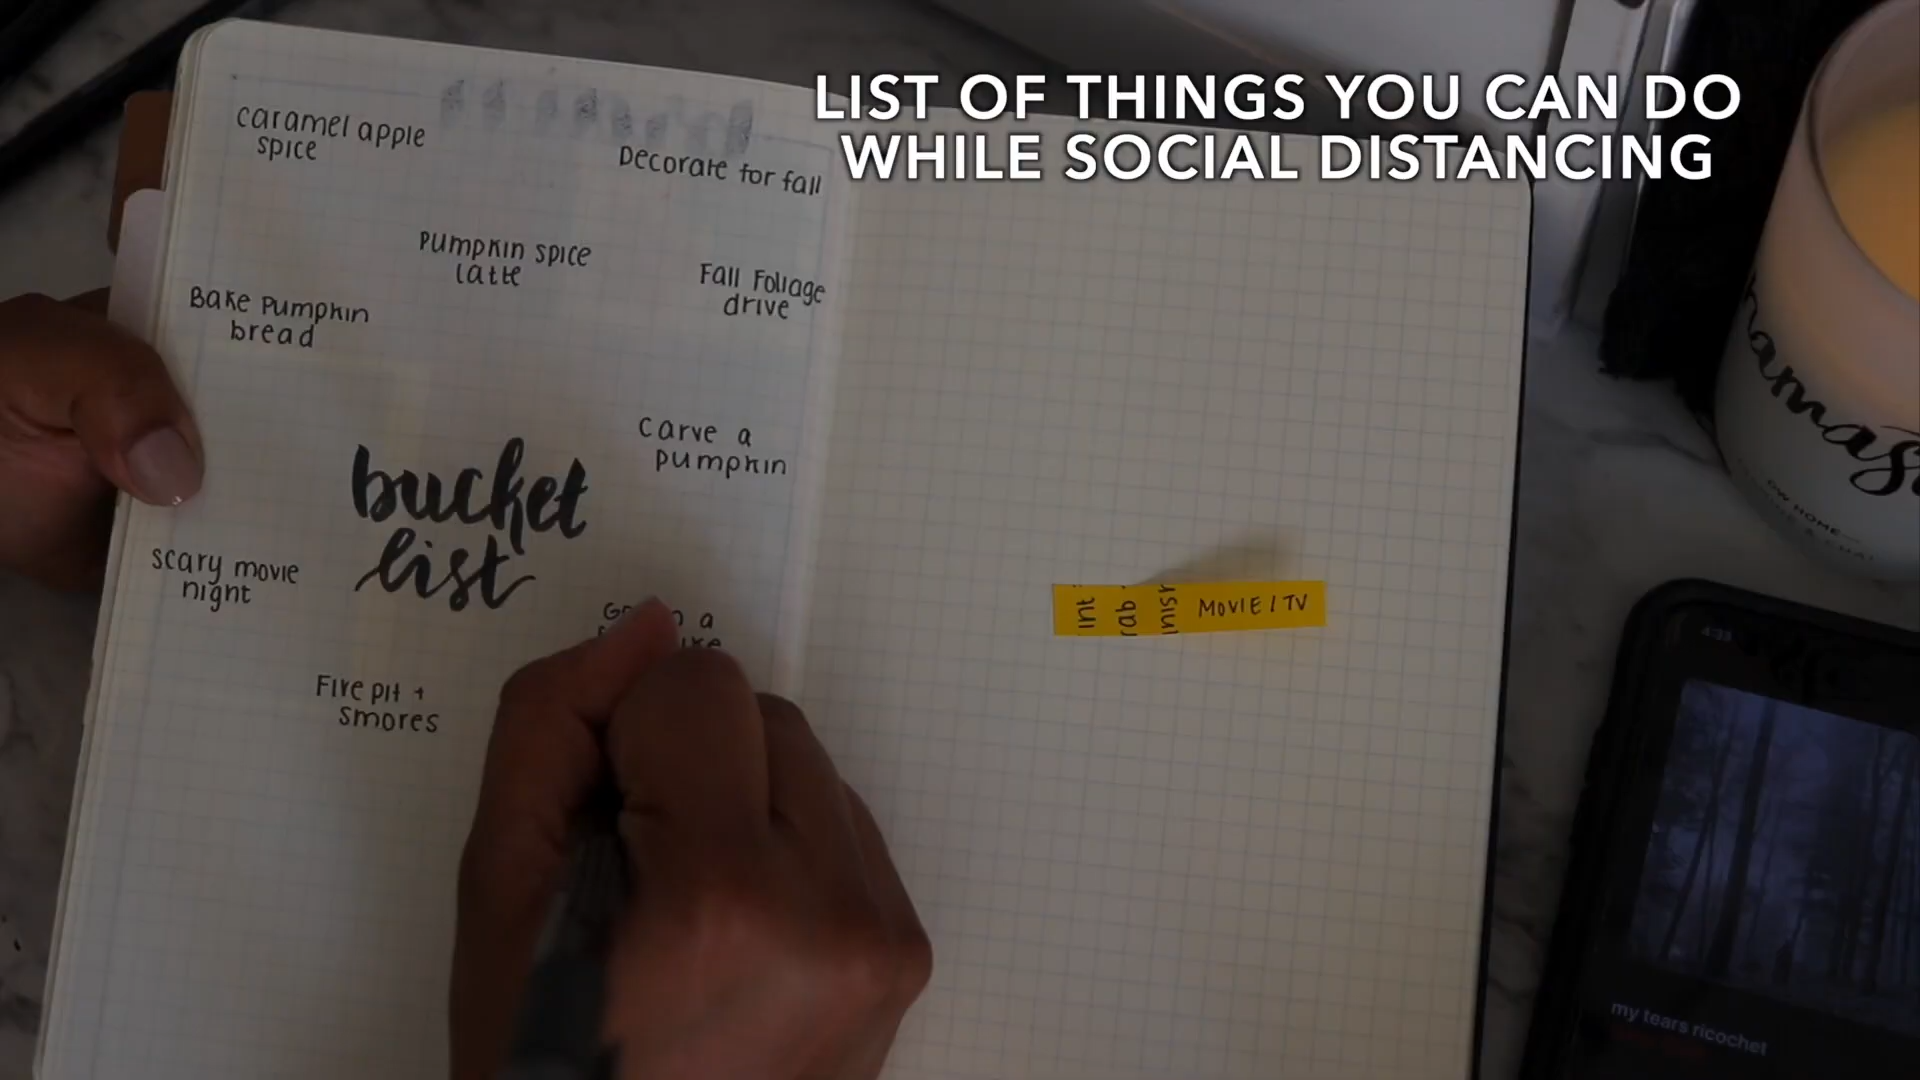 LIST OF THINGS YOU CAN DO
WHILE SOCIAL DISTANCING
caramel apple
spice
Decorate for fall
Pumpkin spice
latte
Fall Foliage
drive
Bake Pumpkin
bread
Carve a
pumpkin
bucket
list
scary movie
night
a
Fire pit +
smores
MOVIE / TV
4:33
my tears ricochet